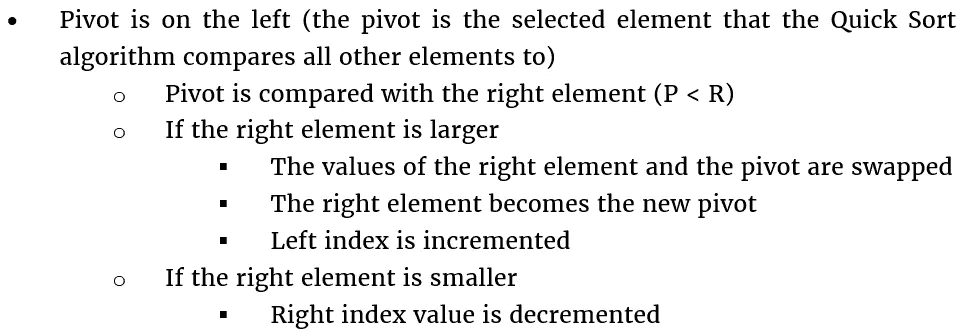 • Pivot is on the left (the pivot is the selected element that the Quick Sort
algorithm compares all other elements to)
o Pivot is compared with the right element (P < R)
o If the right element is larger
▪ The values of the right element and the pivot are swapped
▪ The right element becomes the new pivot
▪ Left index is incremented
o If the right element is smaller
▪ Right index value is decremented